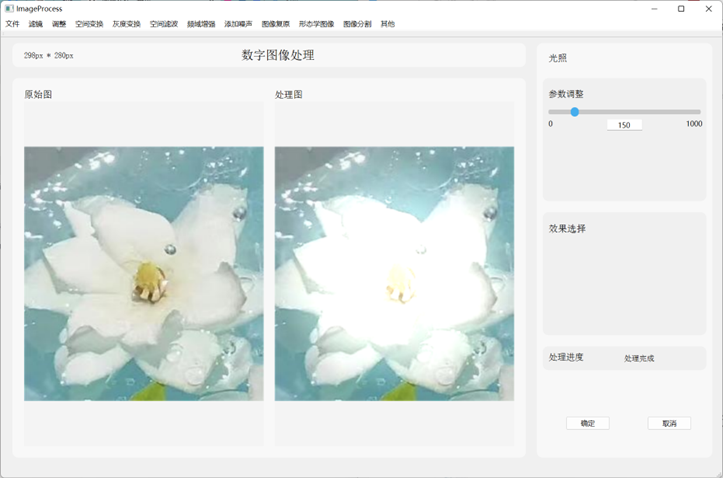 ImageProcess
文件 滤镜 调整 空间变换 灰度变换 空间滤波 频域增强 添加噪声 图像复原 形态学图像 图像分割 其他
298px * 280px
数字图像处理
光照
原始图
处理图
参数调整
0 150 1000
效果选择
处理进度 处理完成
确定 取消